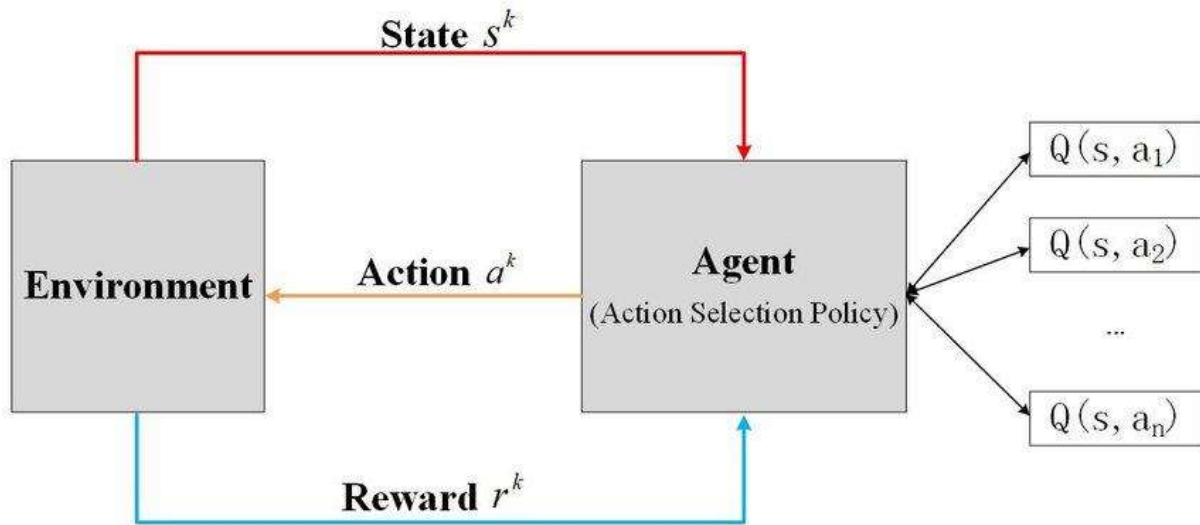 State s^k
Q(s, a₁)
Environment
Action a^k
Agent
(Action Selection Policy)
Q(s, a₂)
...
Q(s, aₙ)
Reward r^k